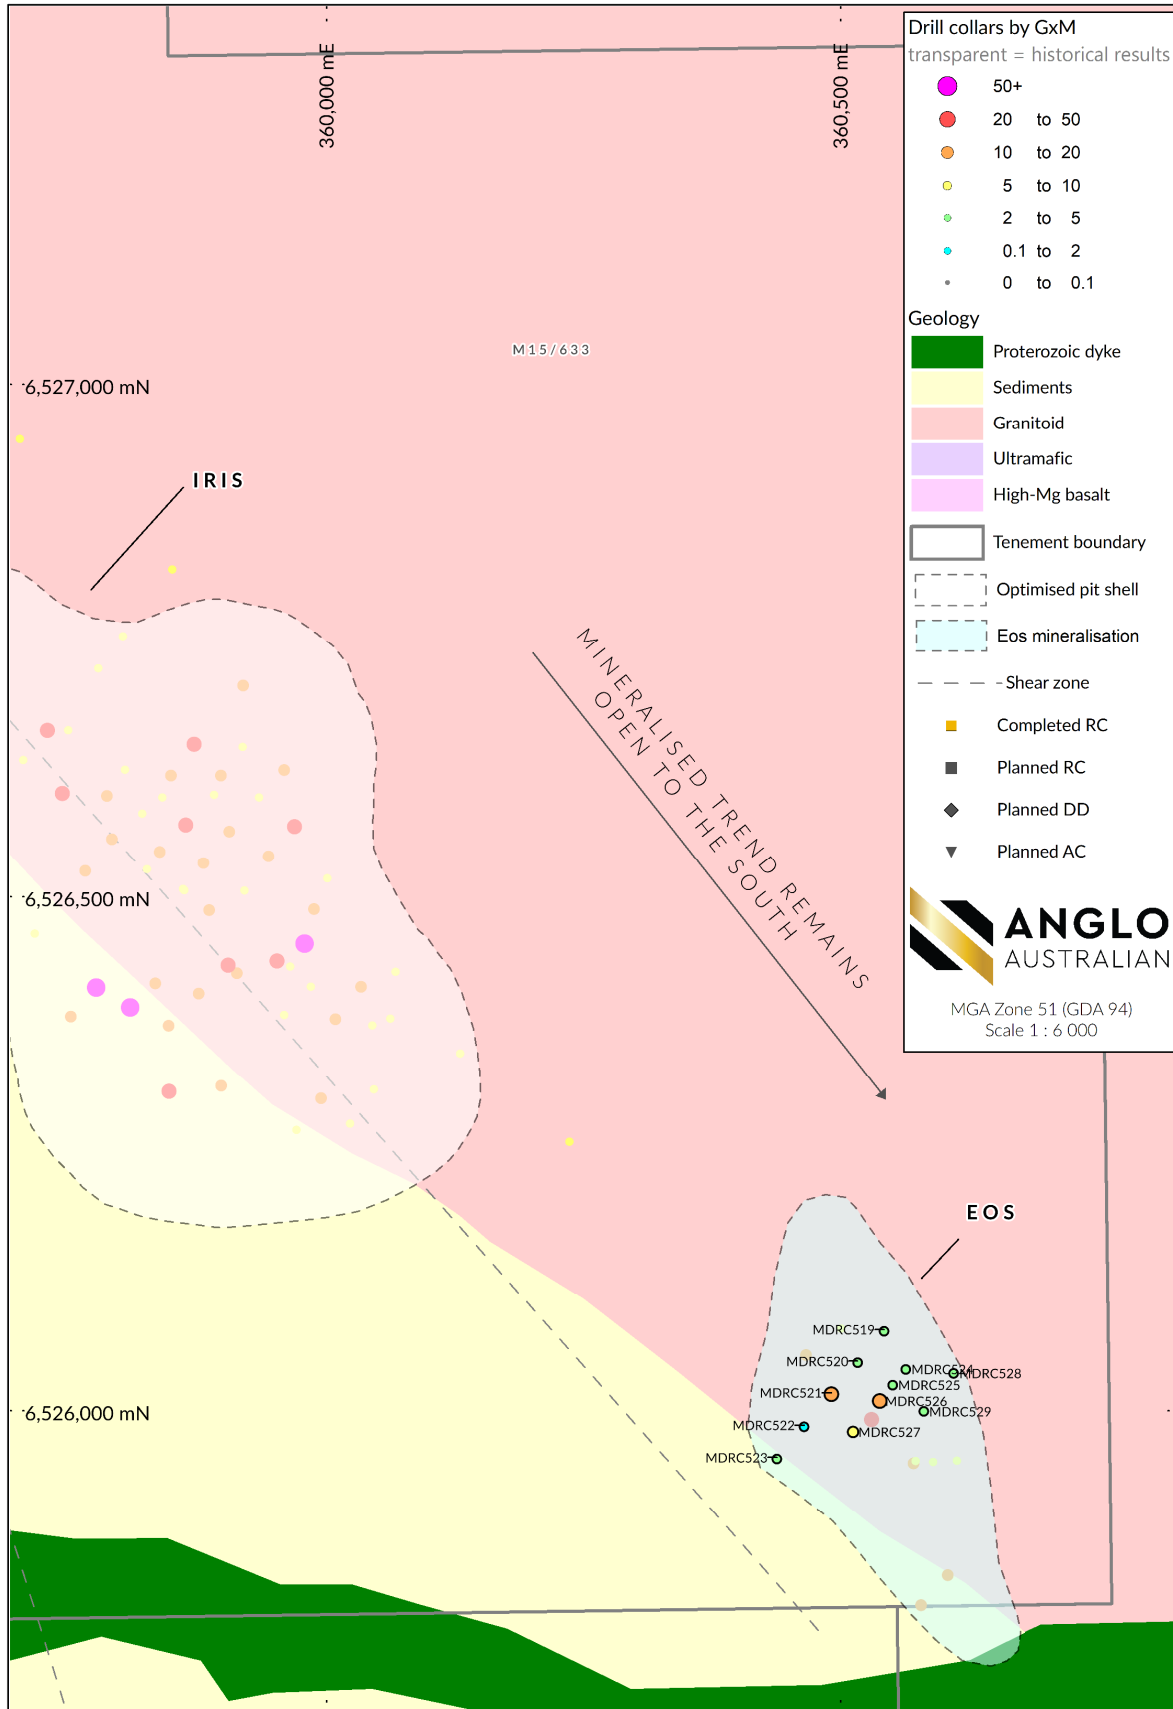 360,000 mE
360,500 mE
Drill collars by GxM
transparent = historical results
50+
20 to 50
10 to 20
5 to 10
2 to 5
0.1 to 2
0 to 0.1
Geology
Proterozoic dyke
Sediments
Granitoid
Ultramafic
High-Mg basalt
Tenement boundary
Optimised pit shell
Eos mineralisation
Shear zone
Completed RC
Planned RC
Planned DD
Planned AC
ANGLO
AUSTRALIAN
MGA Zone 51 (GDA 94)
Scale 1 : 6 000
M15/633
6,527,000 mN
IRIS
MINERALISED TREND REMAINS
OPEN TO THE SOUTH
6,526,500 mN
EOS
MDRC519
MDRC520
MDRC524
MDRC528
MDRC525
MDRC521
MDRC526
MDRC529
6,526,000 mN
MDRC522
MDRC527
MDRC523